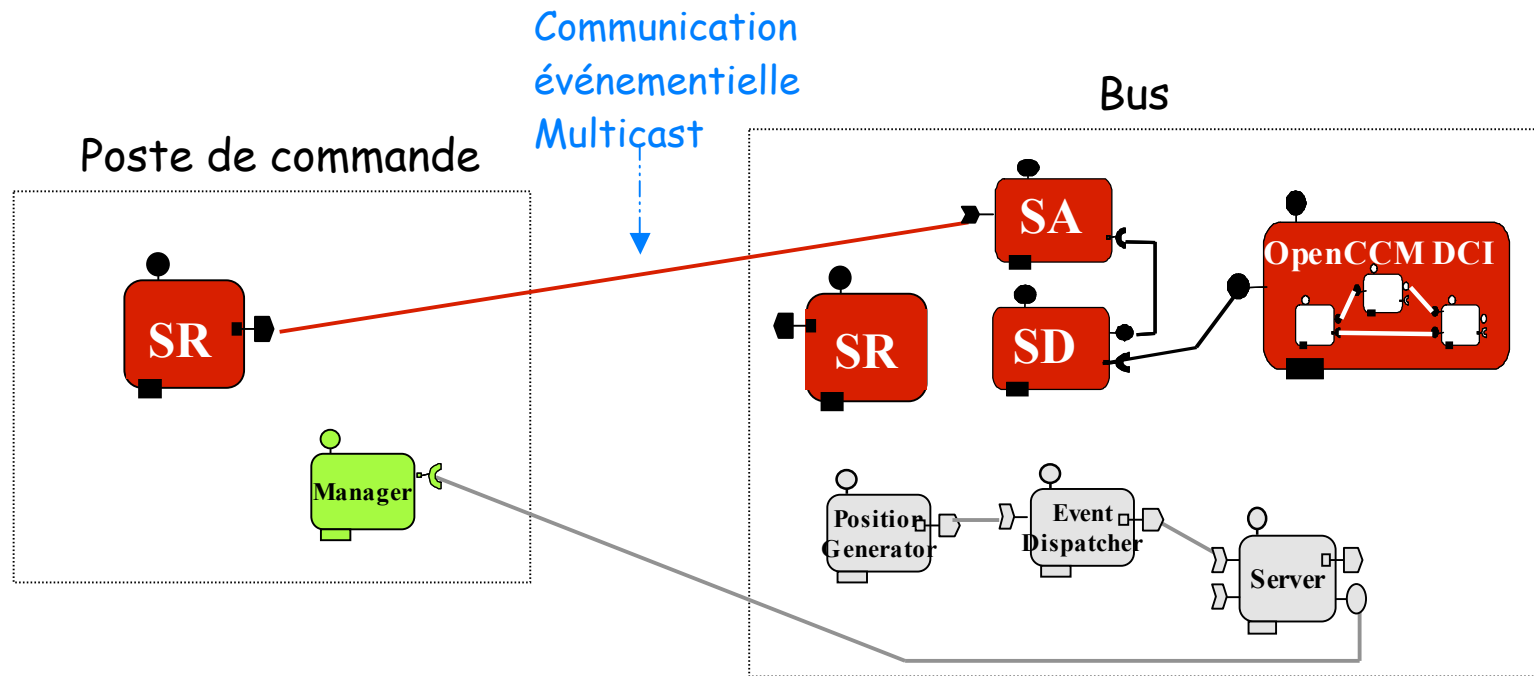 Communication
événementielle
Multicast
Poste de commande
Bus
SR
Manager
SA
SR
SD
OpenCCM DCI
Position
Generator
Event
Dispatcher
Server